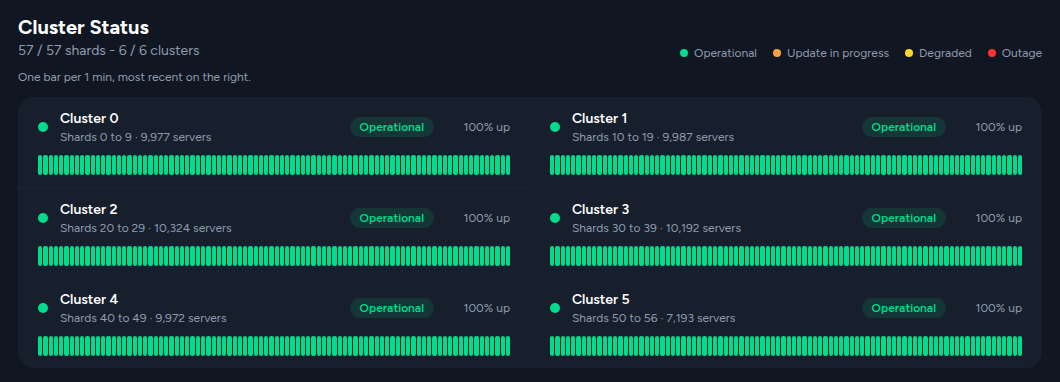 Cluster Status
57 / 57 shards - 6 / 6 clusters
Operational
Update in progress
Degraded
Outage
One bar per 1 min, most recent on the right.
Cluster 0
Shards 0 to 9 · 9,977 servers
Operational
100% up
Cluster 1
Shards 10 to 19 · 9,987 servers
Operational
100% up
Cluster 2
Shards 20 to 29 · 10,324 servers
Operational
100% up
Cluster 3
Shards 30 to 39 · 10,192 servers
Operational
100% up
Cluster 4
Shards 40 to 49 · 9,972 servers
Operational
100% up
Cluster 5
Shards 50 to 56 · 7,193 servers
Operational
100% up